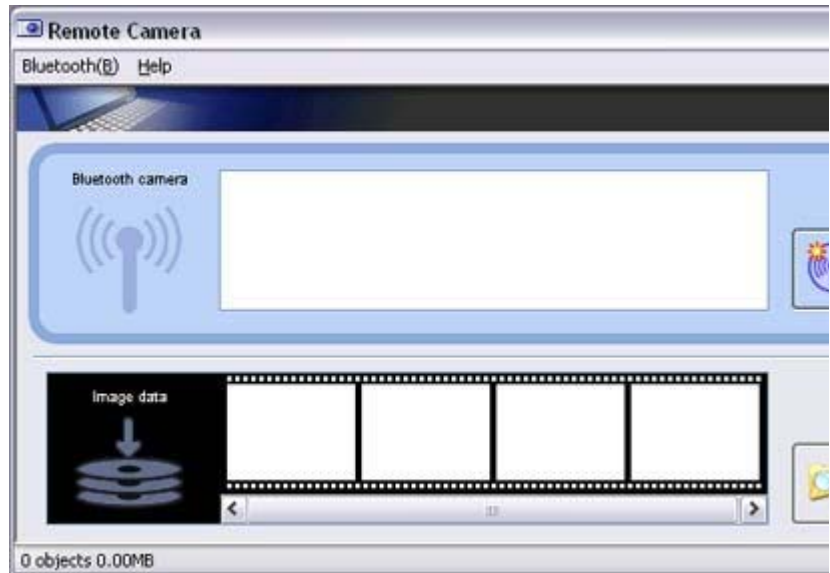 Remote Camera
Bluetooth(B) Help
Bluetooth camera
Image data
0 objects 0.00MB